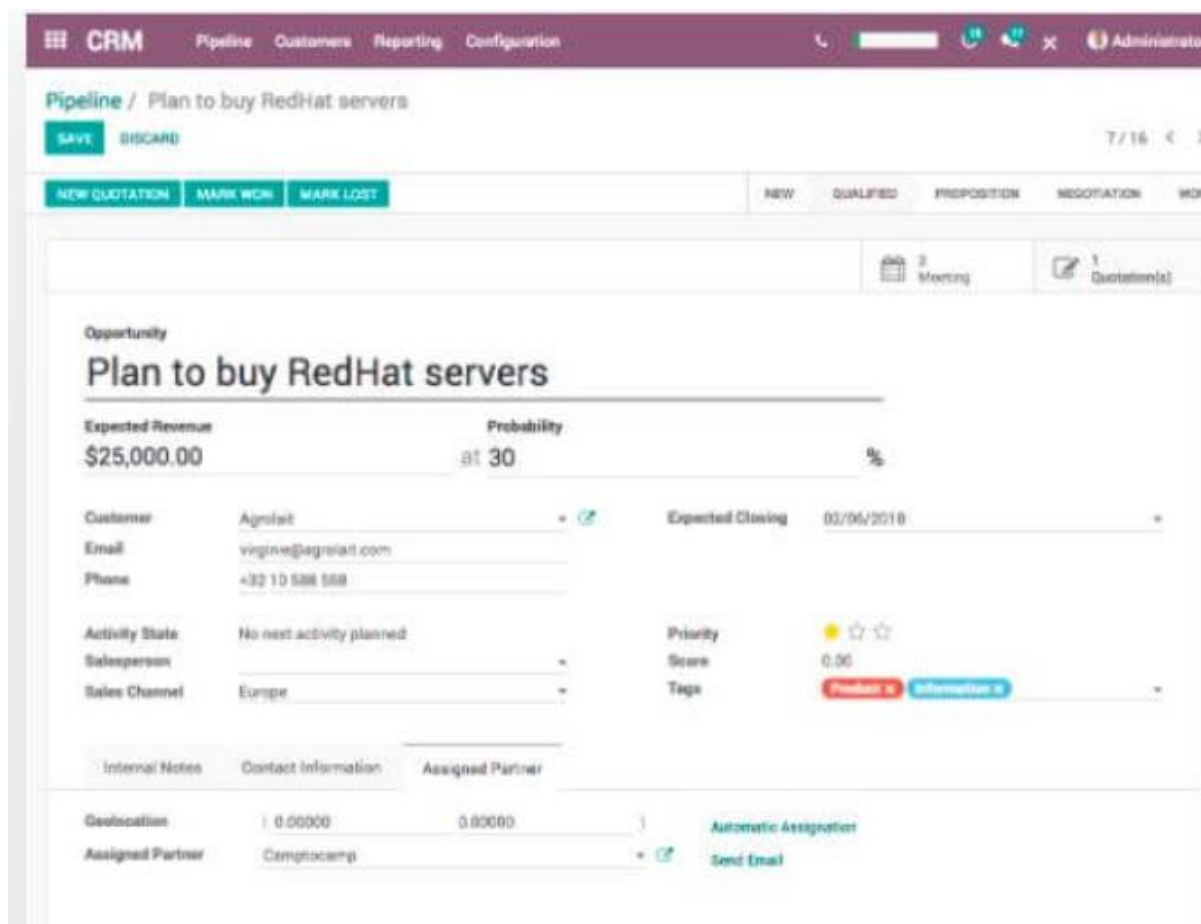 CRM Pipeline Customers Reporting Configuration Administrato
Pipeline / Plan to buy RedHat servers
SAVE DISCARD 7 / 16
NEW QUOTATION MARK WON MARK LOST NEW QUALIFIED PROPOSITION NEGOTIATION
Meeting
1
Quotation(s)
Opportunity
Plan to buy RedHat servers
Expected Revenue Probability
$25,000.00 at 30 %
Customer Agrolait Expected Closing 02/06/2018
Email virginie@agrolait.com
Phone +32 10 588 558
Activity State No next activity planned Priority
Salesperson Score 0.00
Sales Channel Europe Tags Product x Information x
Internal Notes Contact Information Assigned Partner
Geolocation ( 0.00000 0.00000 ) Automatic Assignation
Assigned Partner Camptocamp Send Email